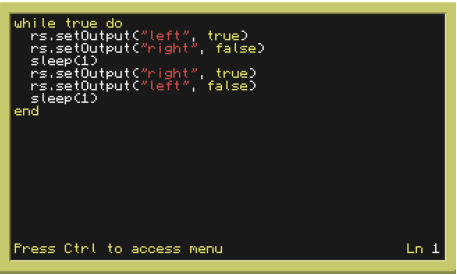 while true do
  rs.setOutput("left", true)
  rs.setOutput("right", false)
  sleep(1)
  rs.setOutput("right", true)
  rs.setOutput("left", false)
  sleep(1)
end
Press Ctrl to access menu Ln 1